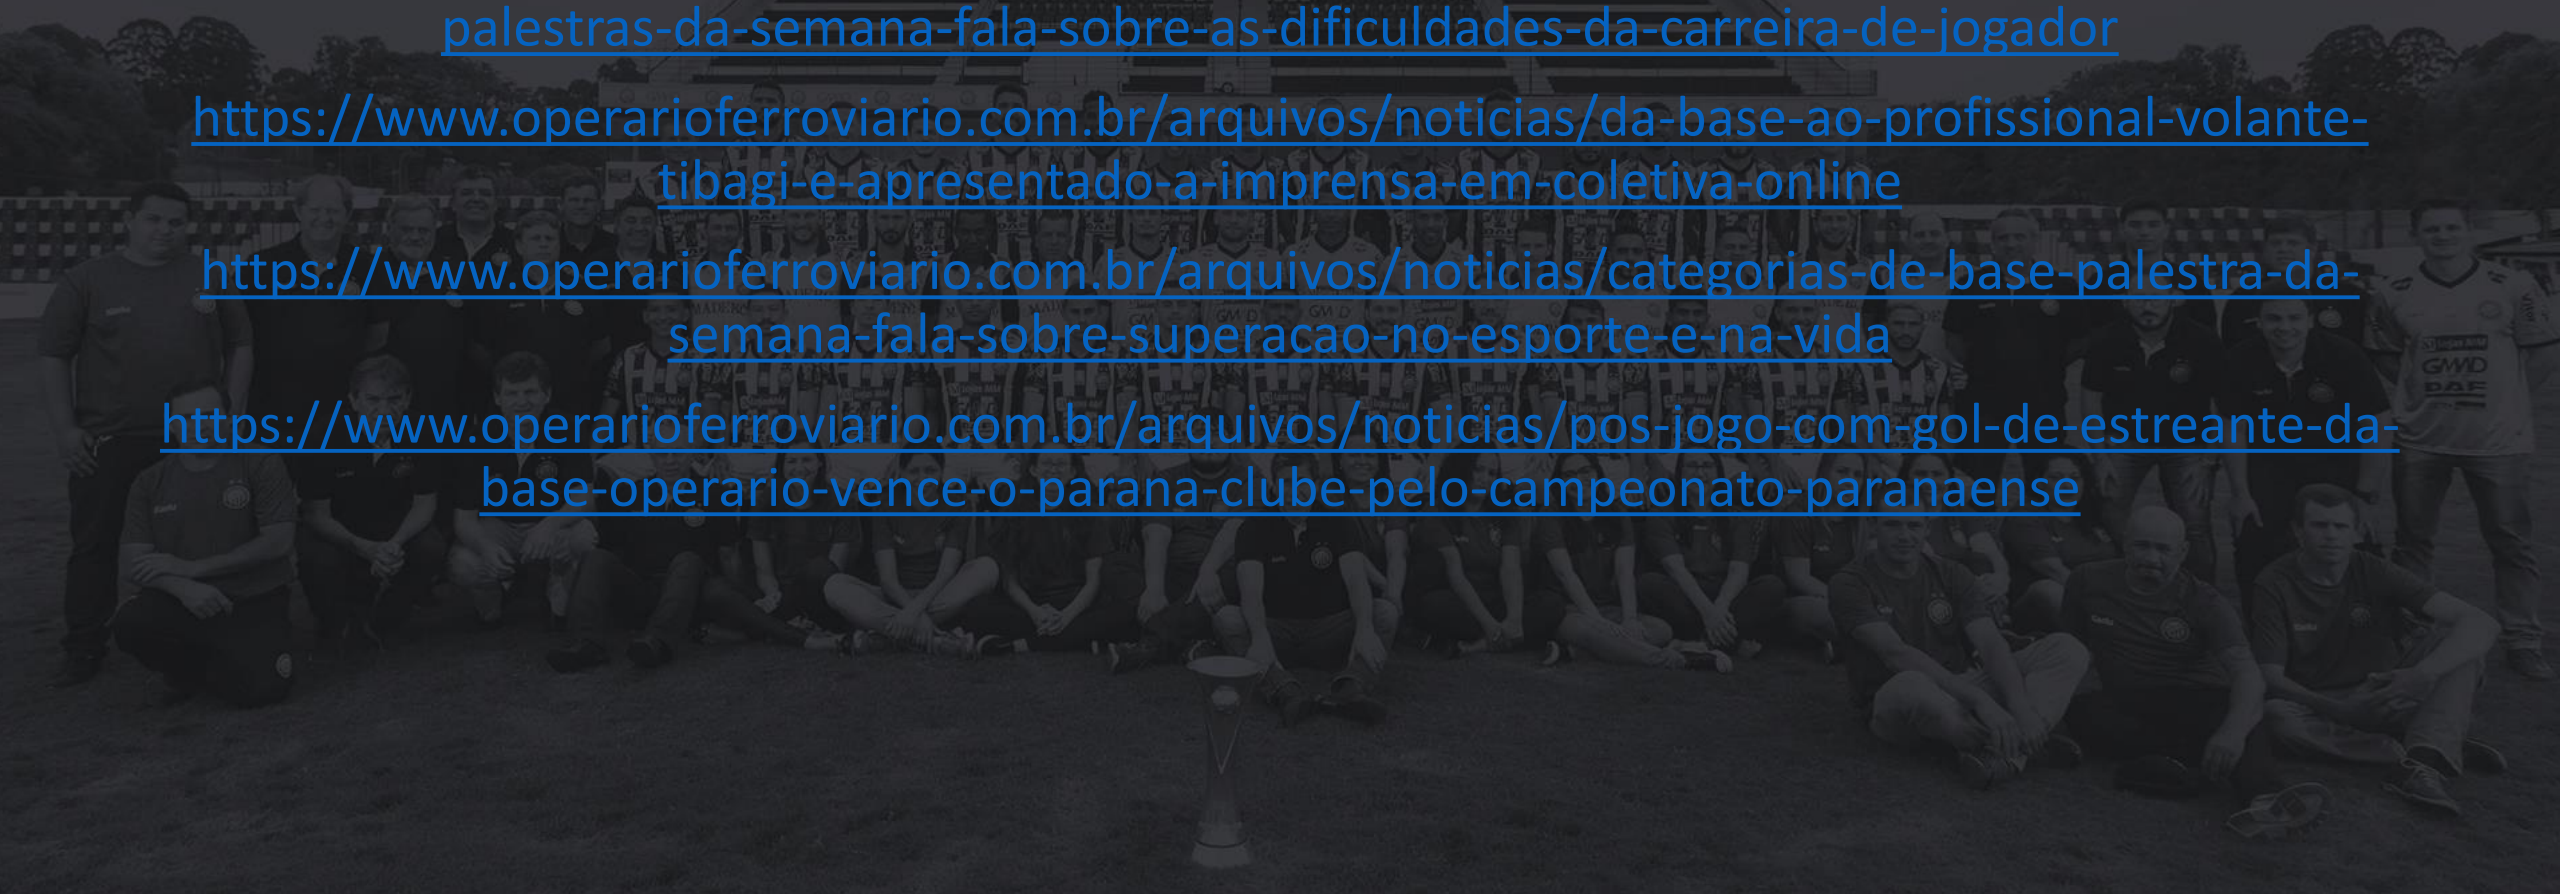 palestras-da-semana-fala-sobre-as-dificuldades-da-carreira-de-jogador
https://www.operarioferroviario.com.br/arquivos/noticias/da-base-ao-profissional-volante-
tibagi-e-apresentado-a-imprensa-em-coletiva-online
https://www.operarioferroviario.com.br/arquivos/noticias/categorias-de-base-palestra-da-
semana-fala-sobre-superacao-no-esporte-e-na-vida
https://www.operarioferroviario.com.br/arquivos/noticias/pos-jogo-com-gol-de-estreante-da-
base-operario-vence-o-parana-clube-pelo-campeonato-paranaense
GMD
DAF